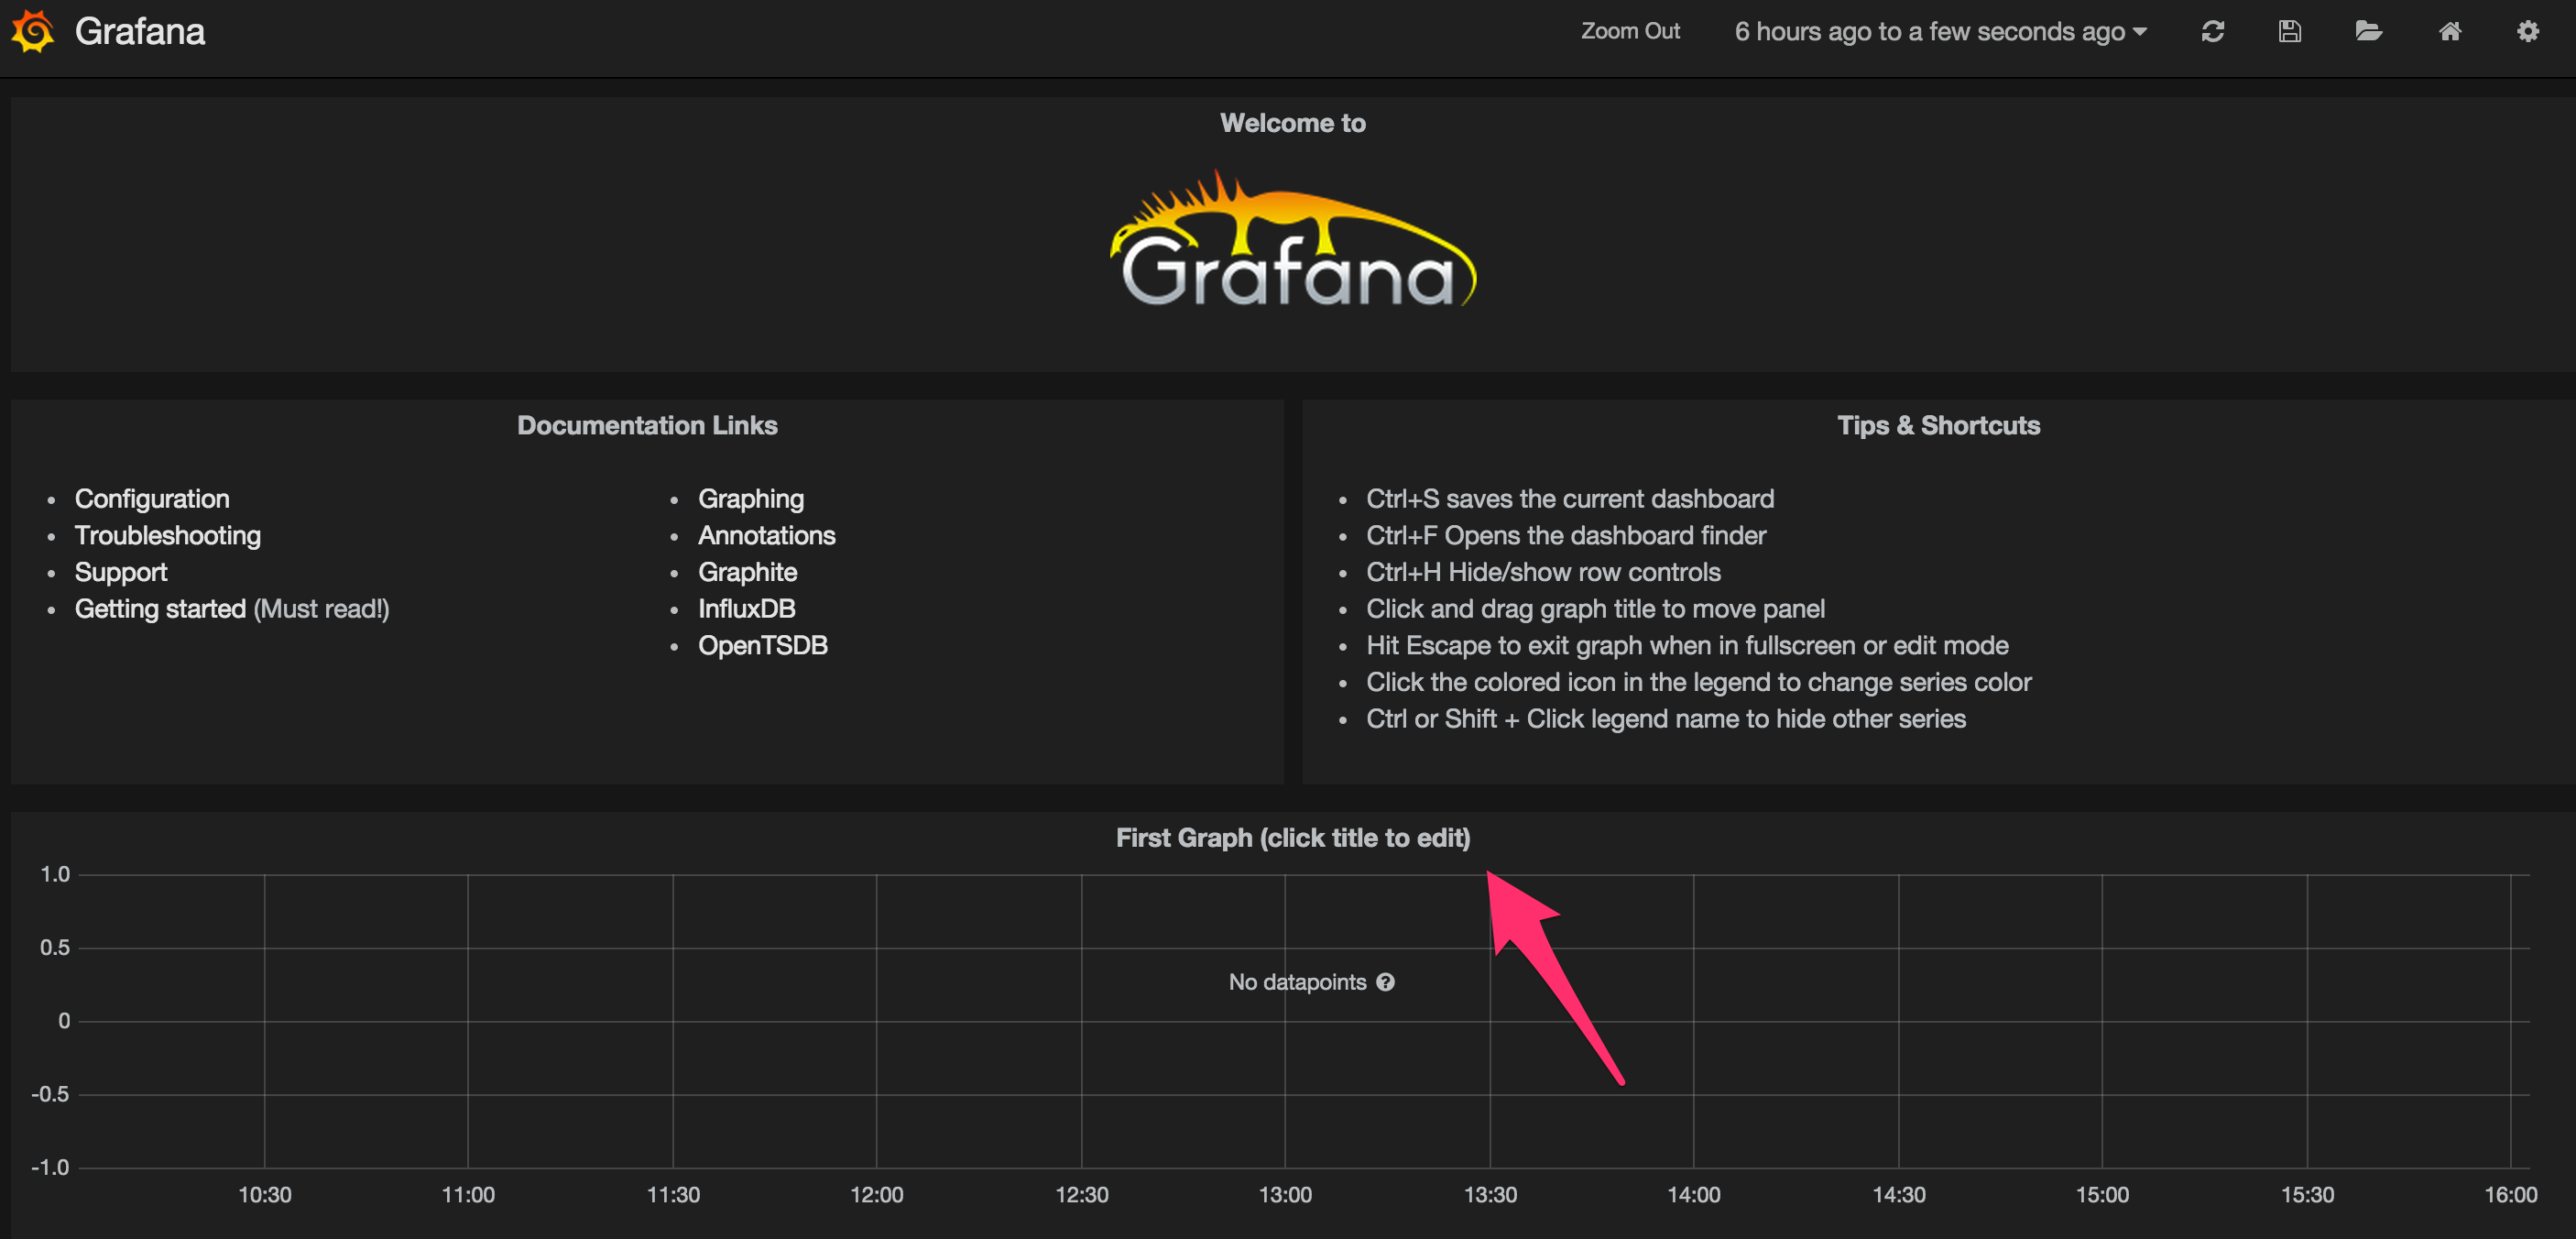 Grafana
Zoom Out
6 hours ago to a few seconds ago
Welcome to
Grafana
Documentation Links
Configuration
Troubleshooting
Support
Getting started (Must read!)
Graphing
Annotations
Graphite
InfluxDB
OpenTSDB
Tips & Shortcuts
Ctrl+S saves the current dashboard
Ctrl+F Opens the dashboard finder
Ctrl+H Hide/show row controls
Click and drag graph title to move panel
Hit Escape to exit graph when in fullscreen or edit mode
Click the colored icon in the legend to change series color
Ctrl or Shift + Click legend name to hide other series
First Graph (click title to edit)
1.0
0.5
No datapoints ?
0
-0.5
-1.0
10:30 11:00 11:30 12:00 12:30 13:00 13:30 14:00 14:30 15:00 15:30 16:00